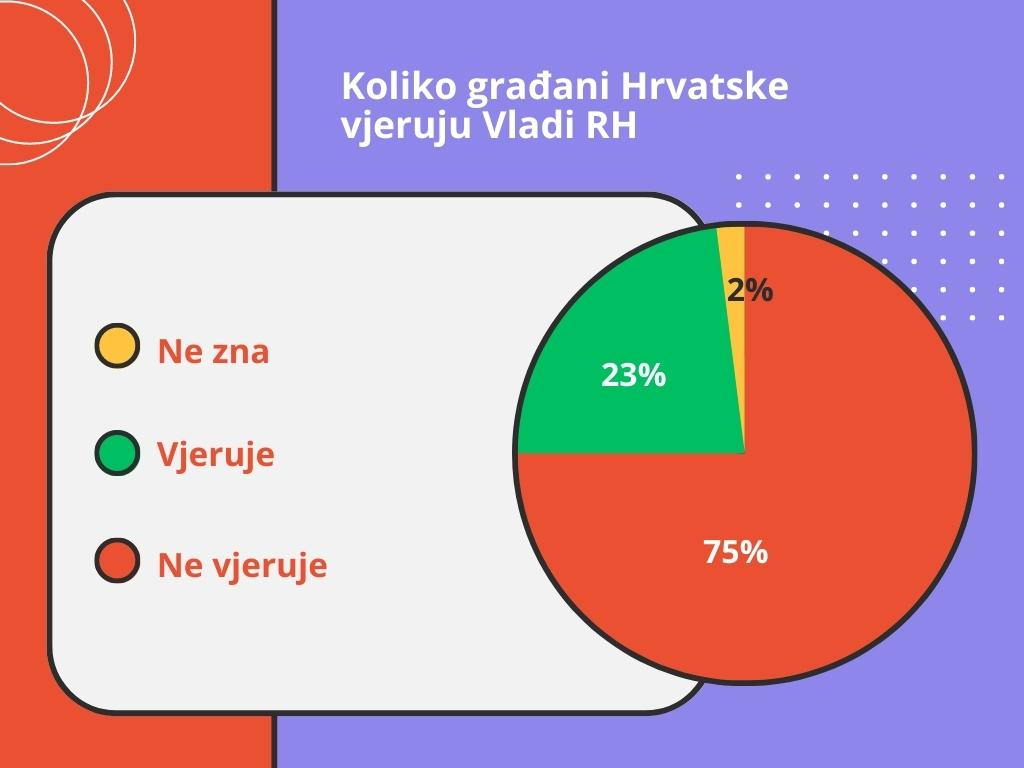 Koliko građani Hrvatske
vjeruju Vladi RH
Ne zna
Vjeruje
Ne vjeruje
2%
23%
75%